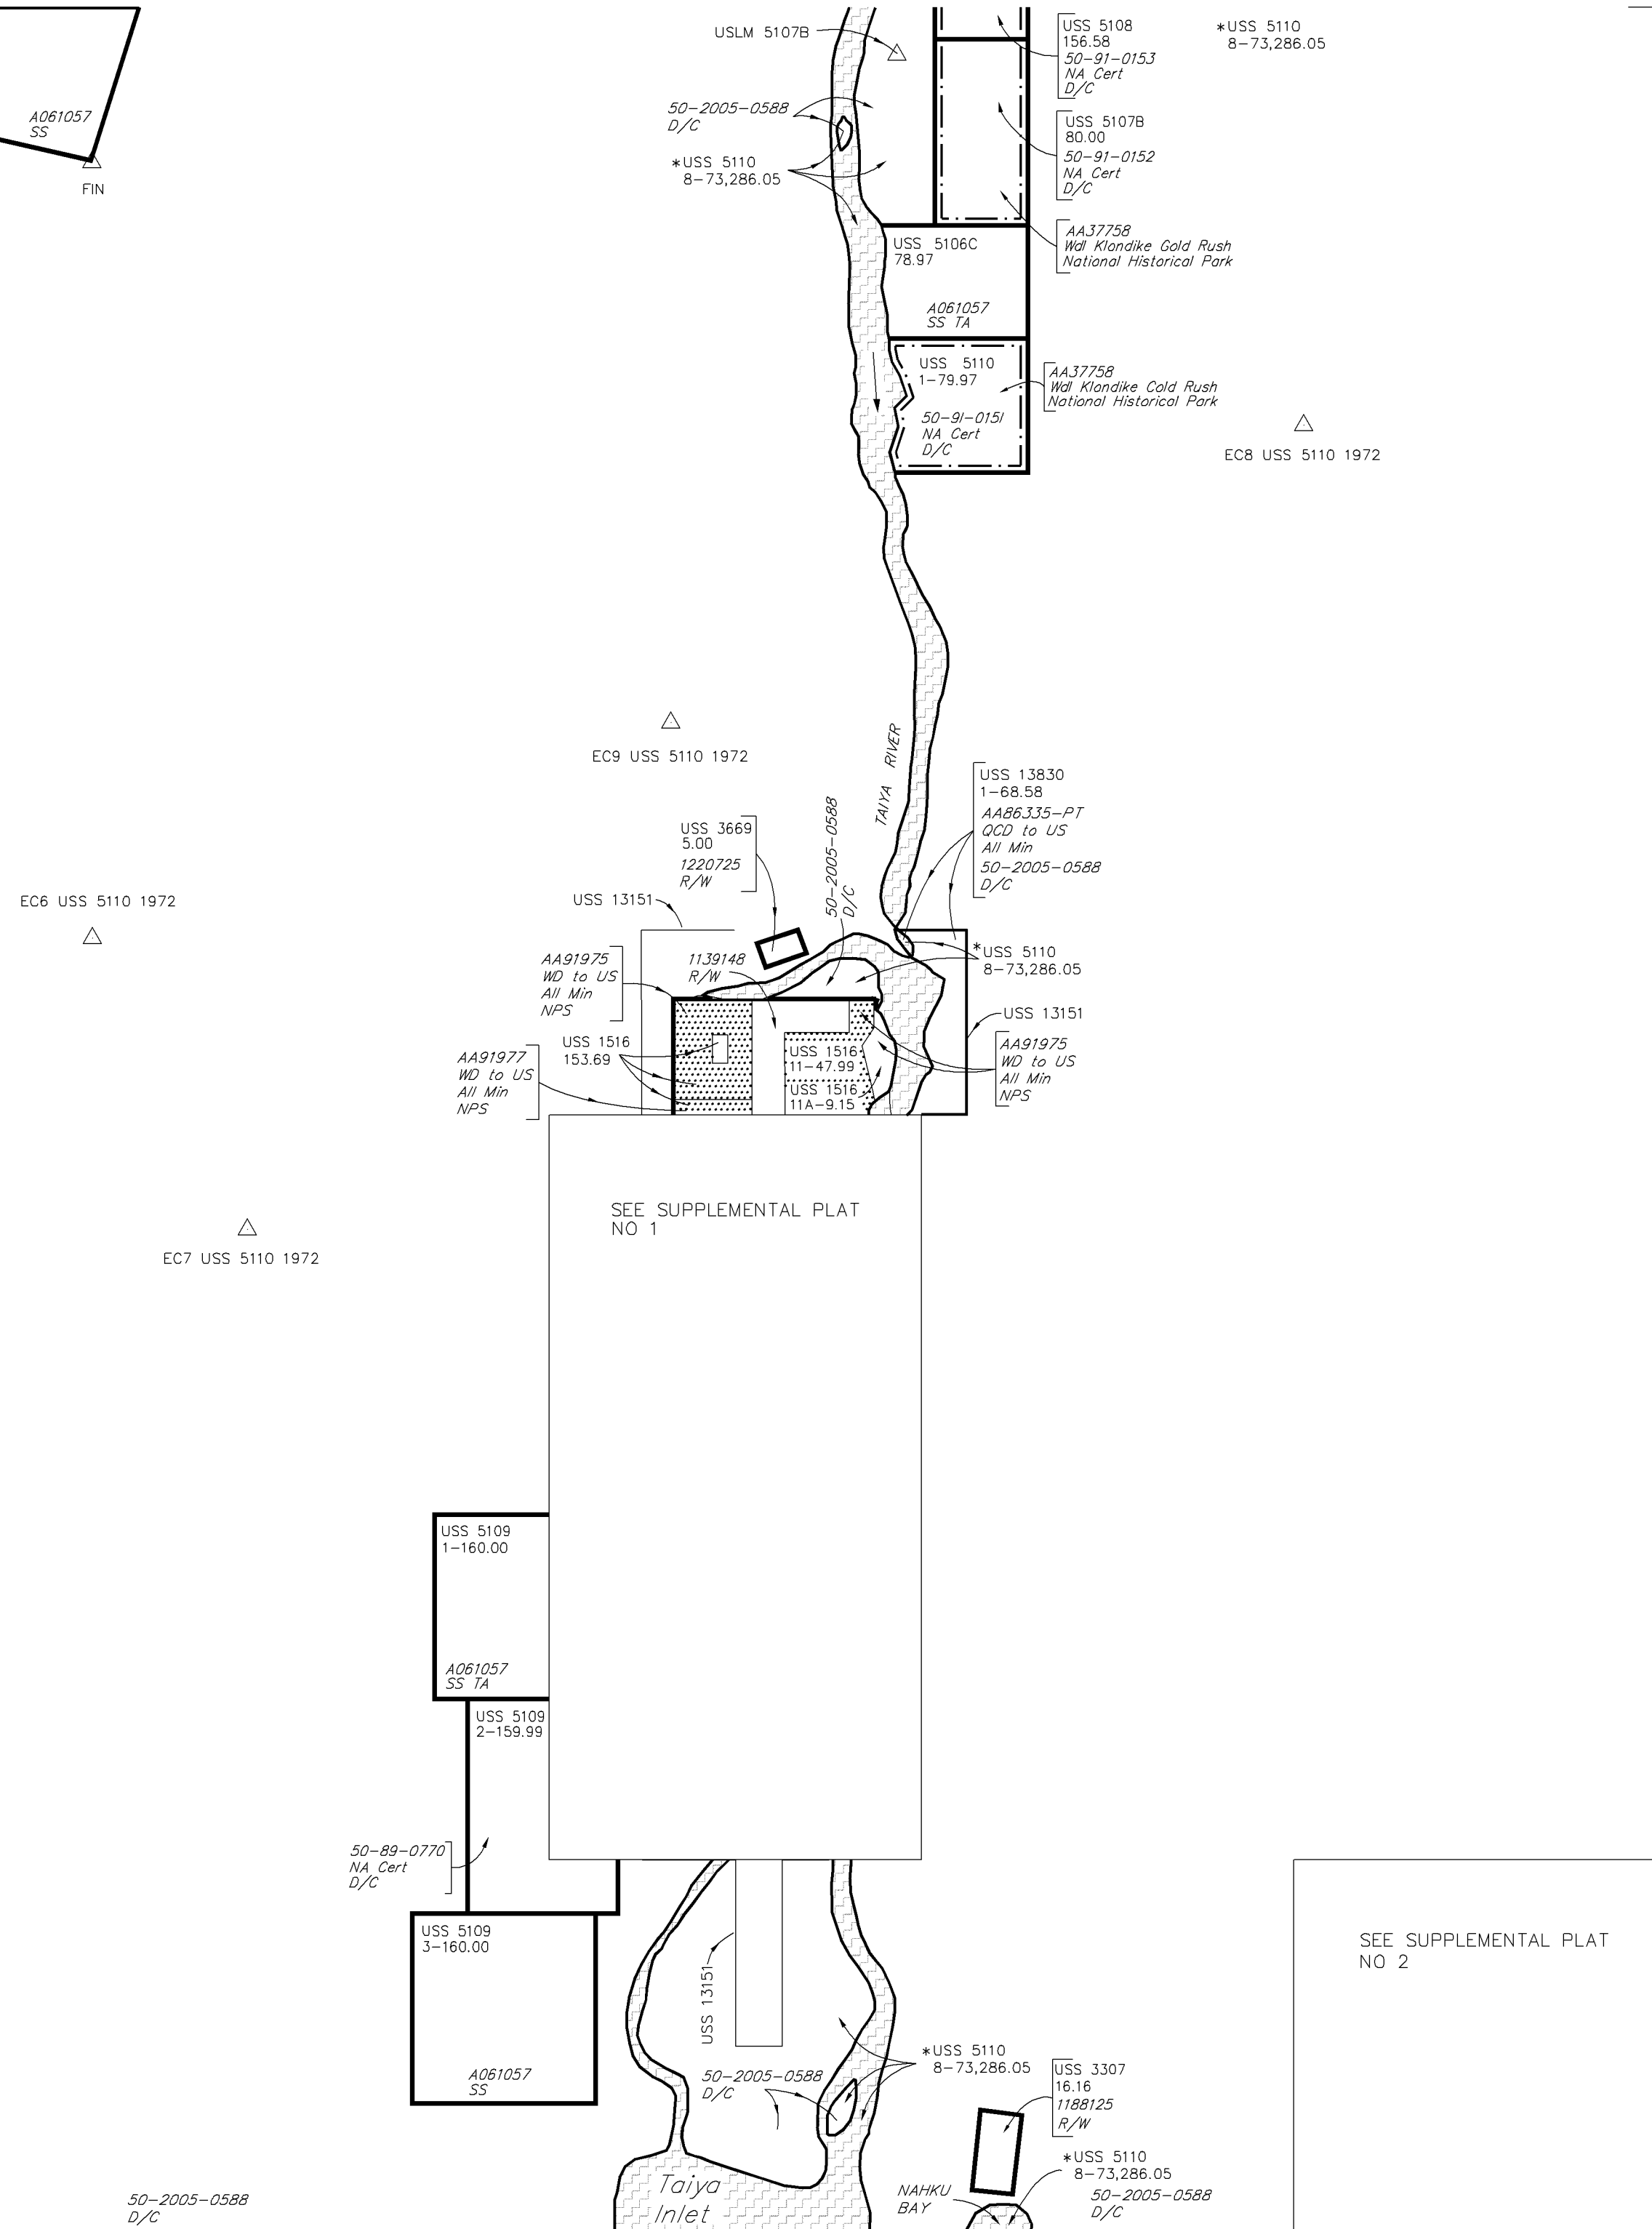 USLM 5107B
USS 5108
156.58
50-91-0153
NA Cert
D/C
*USS 5110
8-73,286.05
A061057
SS
FIN
50-2005-0588
D/C
*USS 5110
8-73,286.05
USS 5107B
80.00
50-91-0152
NA Cert
D/C
AA37758
Wdl Klondike Gold Rush
National Historical Park
USS 5106C
78.97
A061057
SS TA
USS 5110
1-79.97
50-91-0151
NA Cert
D/C
AA37758
Wdl Klondike Gold Rush
National Historical Park
EC8 USS 5110 1972
EC9 USS 5110 1972
TAIYA RIVER
USS 13830
1-68.58
AA86335-PT
QCD to US
All Min
50-2005-0588
D/C
USS 3669
5.00
1220725
R/W
50-2005-0588
D/C
EC6 USS 5110 1972
USS 13151
AA91975
WD to US
All Min
NPS
1139148
R/W
*USS 5110
8-73,286.05
USS 13151
USS 1516
153.69
AA91977
WD to US
All Min
NPS
USS 1516
11-47.99
USS 1516
11A-9.15
AA91975
WD to US
All Min
NPS
SEE SUPPLEMENTAL PLAT
NO 1
EC7 USS 5110 1972
USS 5109
1-160.00
A061057
SS TA
USS 5109
2-159.99
50-89-0770
NA Cert
D/C
USS 5109
3-160.00
A061057
SS
USS 13151
SEE SUPPLEMENTAL PLAT
NO 2
*USS 5110
8-73,286.05
50-2005-0588
D/C
USS 3307
16.16
1188125
R/W
*USS 5110
8-73,286.05
50-2005-0588
D/C
NAHKU
BAY
Taiya
Inlet
50-2005-0588
D/C